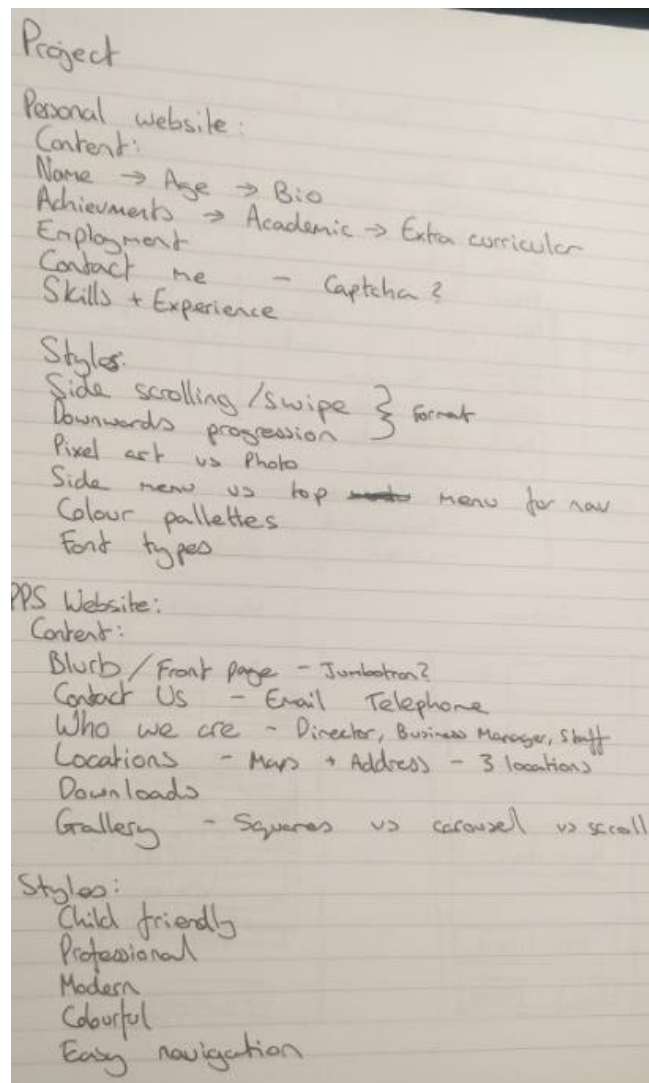 Project
Personal website:
Content:
Name → Age → Bio
Achievments → Academic → Extra curricular
Employment
Contact me - Captcha?
Skills + Experience
Styles:
Side scrolling / swipe } Format
Downwards progression
Pixel art vs Photo
Side menu vs top menu for nav
Colour pallettes
Font types
PPS Website:
Content:
Blurb / Front page - Jumbotron?
Contact Us - Email Telephone
Who we are - Director, Business Manager, Staff
Locations - Maps + Address - 3 locations
Downloads
Gallery - Squares vs carousel vs scroll
Styles:
Child friendly
Professional
Modern
Colourful
Easy navigation